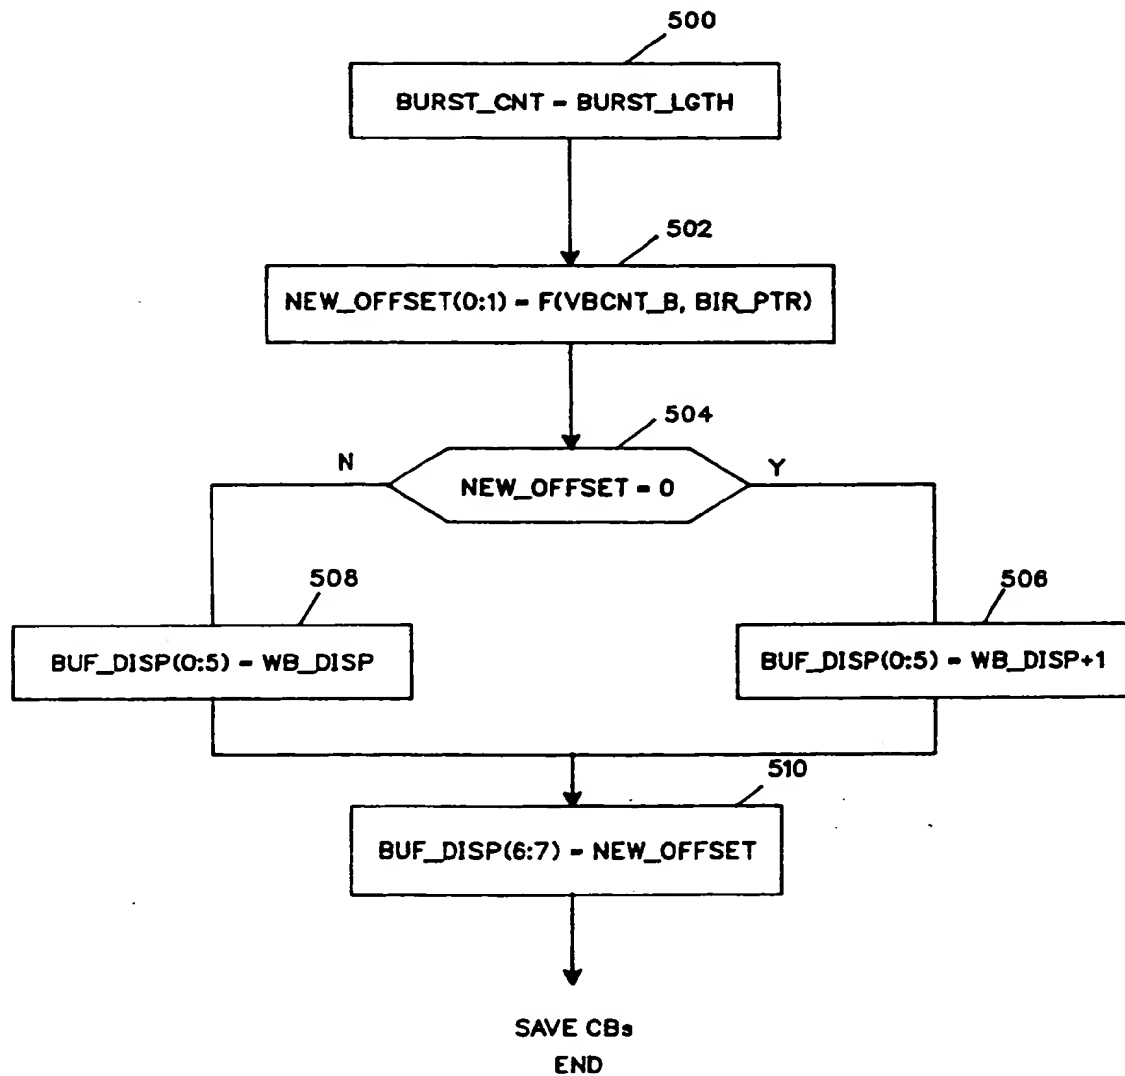 500
BURST_CNT = BURST_LGTH
502
NEW_OFFSET(0:1) = F(VBCNT_B, BIR_PTR)
504
N
Y
NEW_OFFSET = 0
508
506
BUF_DISP(0:5) = WB_DISP
BUF_DISP(0:5) = WB_DISP+1
510
BUF_DISP(6:7) = NEW_OFFSET
SAVE CBs
END